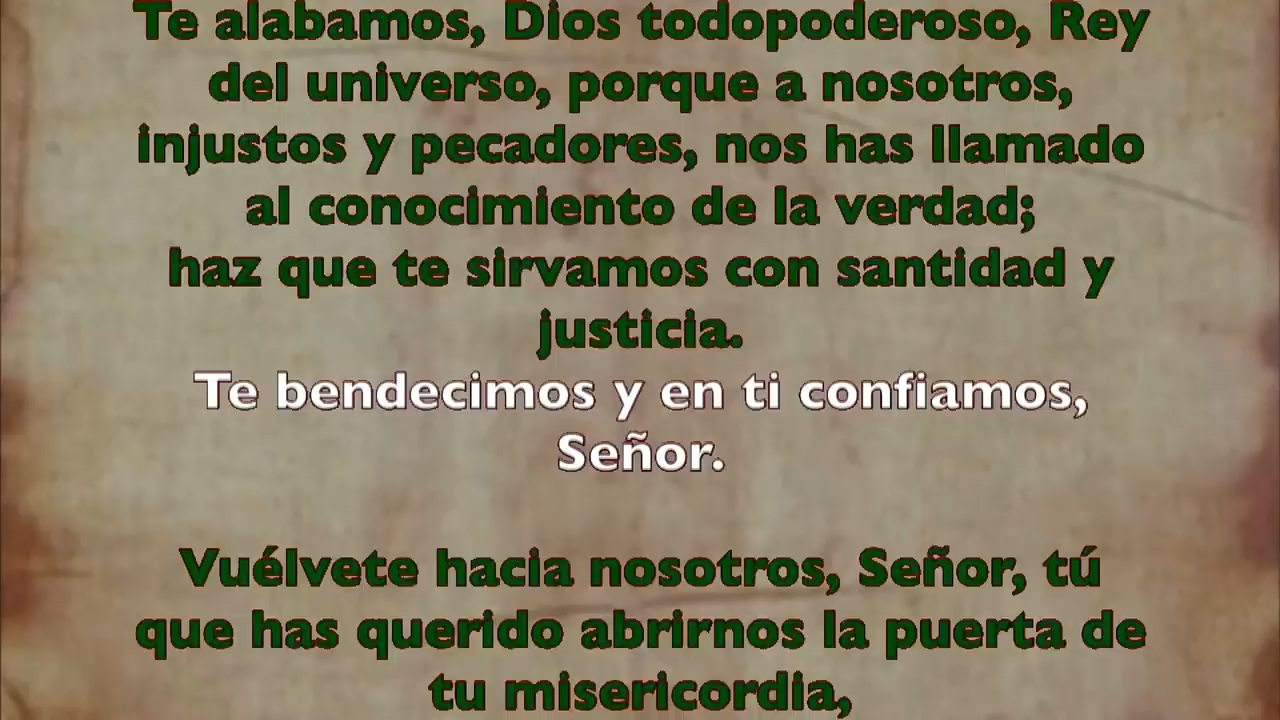 Te alabamos, Dios todopoderoso, Rey
del universo, porque a nosotros,
injustos y pecadores, nos has llamado
al conocimiento de la verdad;
haz que te sirvamos con santidad y
justicia.
Te bendecimos y en ti confiamos,
Señor.
Vuélvete hacia nosotros, Señor, tú
que has querido abrirnos la puerta de
tu misericordia,